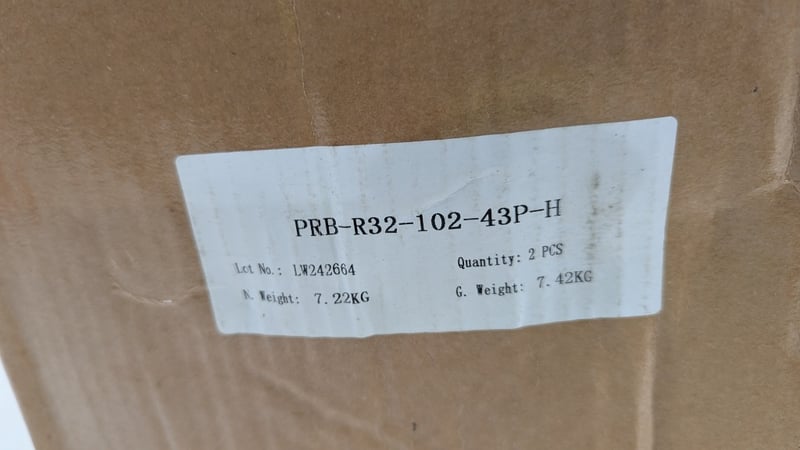 PRB-R32-102-43P-H
Lot No.: LW242664 Quantity: 2 PCS
N. Weight: 7.22KG G. Weight: 7.42KG